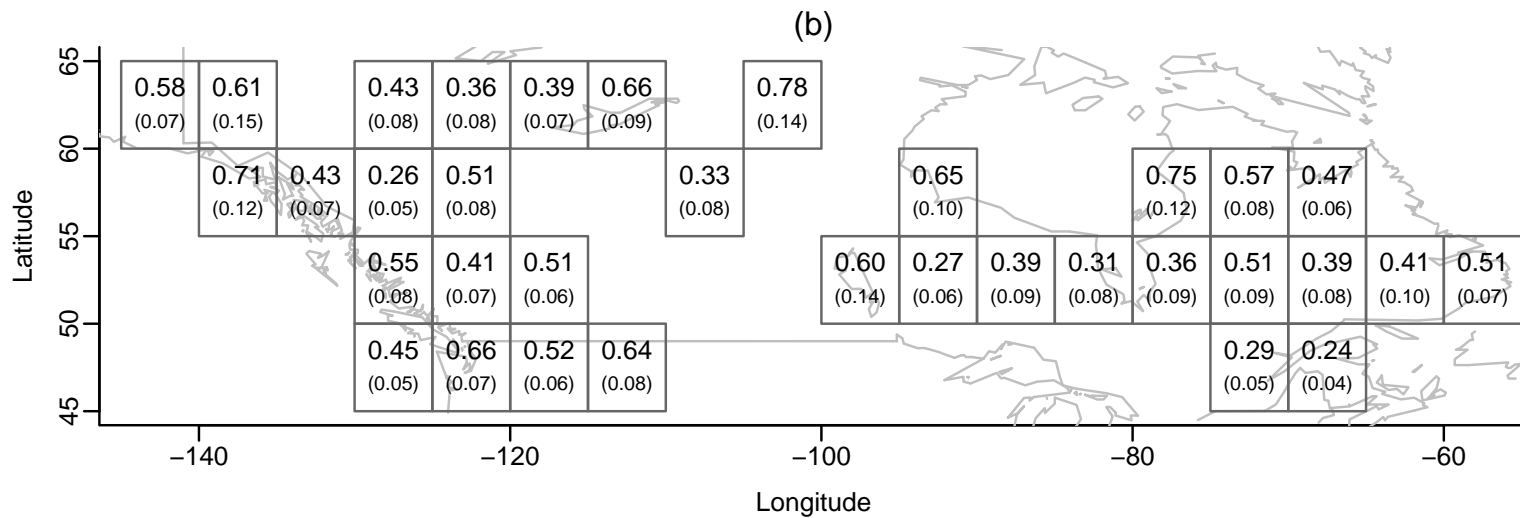 (b)
65
0.58 0.61 0.43 0.36 0.39 0.66 0.78
(0.07) (0.15) (0.08) (0.08) (0.07) (0.09) (0.14)
60
0.71 0.43 0.26 0.51 0.33 0.65 0.75 0.57 0.47
(0.12) (0.07) (0.05) (0.08) (0.08) (0.10) (0.12) (0.08) (0.06)
55
0.55 0.41 0.51 0.60 0.27 0.39 0.31 0.36 0.51 0.39 0.41 0.51
(0.08) (0.07) (0.06) (0.14) (0.06) (0.09) (0.08) (0.09) (0.09) (0.08) (0.10) (0.07)
50
0.45 0.66 0.52 0.64 0.29 0.24
(0.05) (0.07) (0.06) (0.08) (0.05) (0.04)
45
Latitude
−140 −120 −100 −80 −60
Longitude